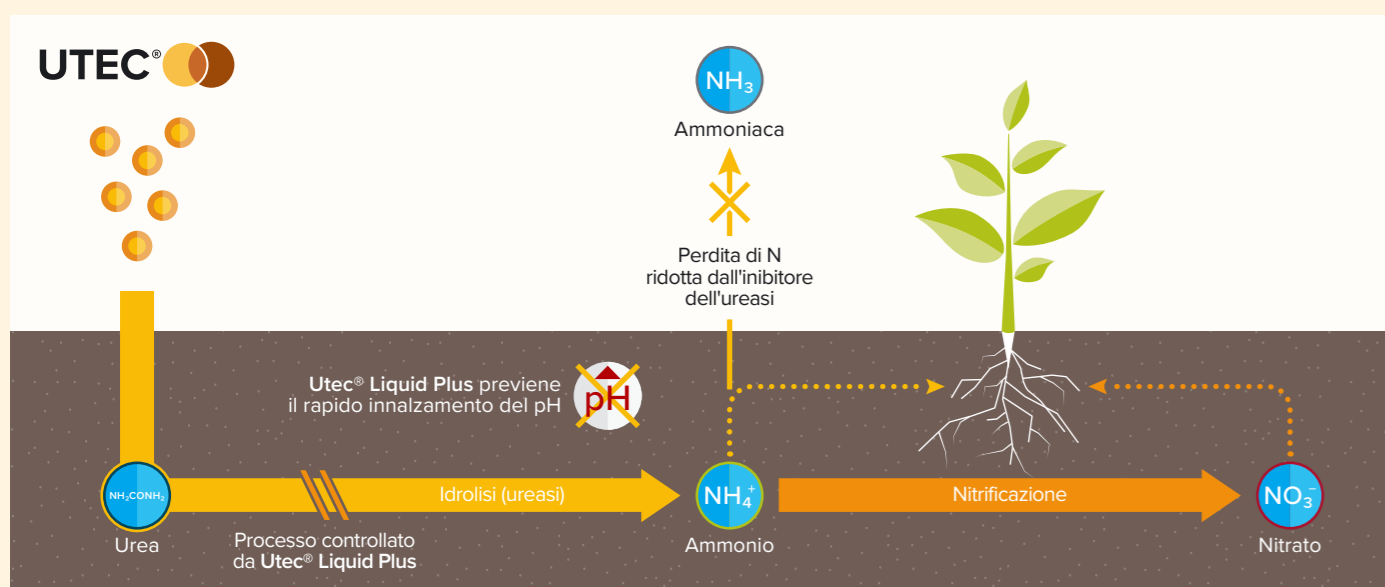 UTEC®
NH₃
Ammoniaca
Perdita di N
ridotta dall'inibitore
dell'ureasi
Utec® Liquid Plus previene
il rapido innalzamento del pH
pH
NH₂CONH₂
Idrolisi (ureasi)
NH₄⁺
Nitrificazione
NO₃⁻
Urea
Processo controllato
da Utec® Liquid Plus
Ammonio
Nitrato